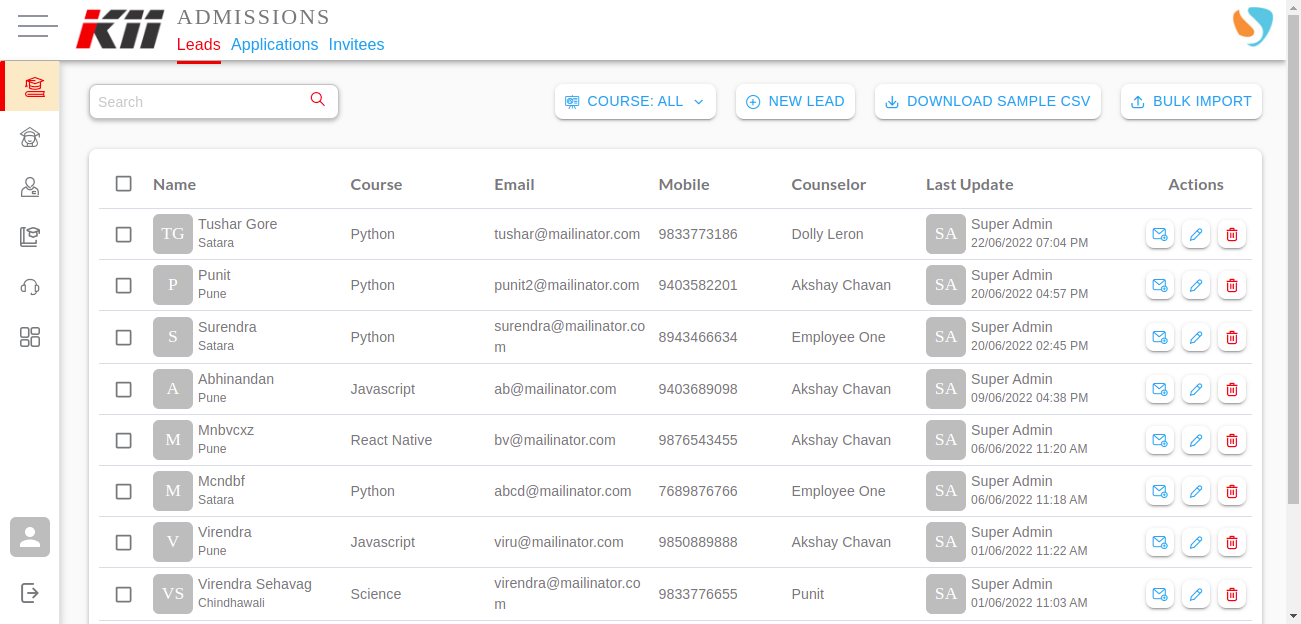 KII
ADMISSIONS
Leads Applications Invitees
Search
COURSE: ALL
NEW LEAD
DOWNLOAD SAMPLE CSV
BULK IMPORT
Name Course Email Mobile Counselor Last Update Actions
TG Tushar Gore Python tushar@mailinator.com 9833773186 Dolly Leron SA Super Admin
Satara 22/06/2022 07:04 PM
P Punit Python punit2@mailinator.com 9403582201 Akshay Chavan SA Super Admin
Pune 20/06/2022 04:57 PM
S Surendra Python surendra@mailinator.co 8943466634 Employee One SA Super Admin
Satara m 20/06/2022 02:45 PM
A Abhinandan Javascript ab@mailinator.com 9403689098 Akshay Chavan SA Super Admin
Pune 09/06/2022 04:38 PM
M Mnbvcxz React Native bv@mailinator.com 9876543455 Akshay Chavan SA Super Admin
Pune 06/06/2022 11:20 AM
M Mcndbf Python abcd@mailinator.com 7689876766 Employee One SA Super Admin
Satara 06/06/2022 11:18 AM
V Virendra Javascript viru@mailinator.com 9850889888 Akshay Chavan SA Super Admin
Pune 01/06/2022 11:22 AM
VS Virendra Sehavag Science virendra@mailinator.co 9833776655 Punit SA Super Admin
Chindhawali m 01/06/2022 11:03 AM